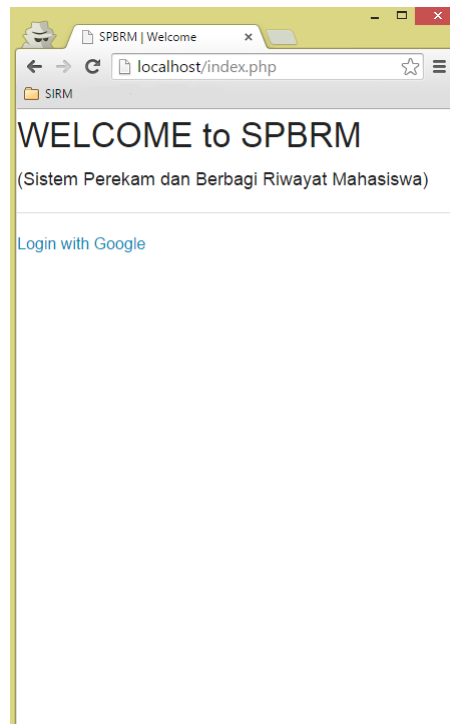 SPBRM | Welcome
localhost/index.php
SIRM
WELCOME to SPBRM
(Sistem Perekam dan Berbagi Riwayat Mahasiswa)
Login with Google